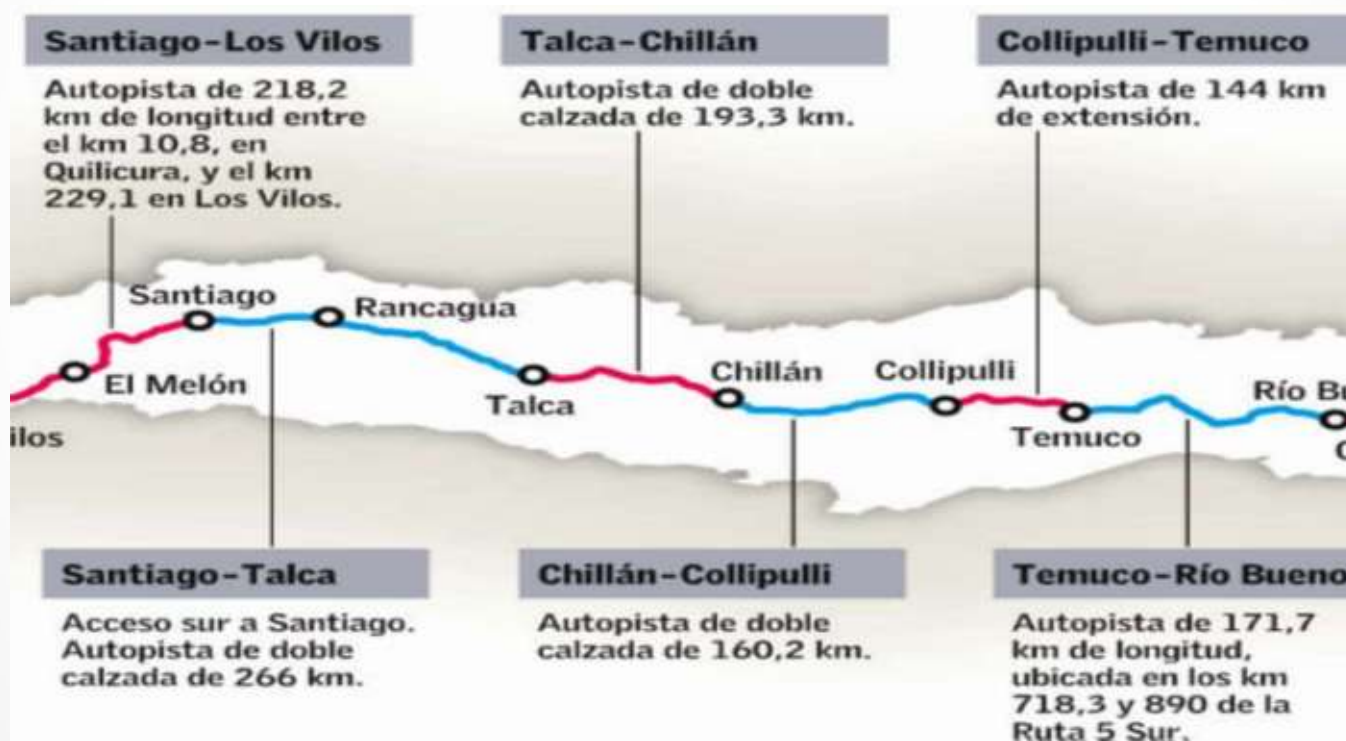 Santiago-Los Vilos
Autopista de 218,2
km de longitud entre
el km 10,8, en
Quilicura, y el km
229,1 en Los Vilos.
Talca-Chillán
Autopista de doble
calzada de 193,3 km.
Collipulli-Temuco
Autopista de 144 km
de extensión.
Santiago
Rancagua
El Melón
Talca
Chillán
Collipulli
Temuco
Río
ilos
Santiago-Talca
Acceso sur a Santiago.
Autopista de doble
calzada de 266 km.
Chillán-Collipulli
Autopista de doble
calzada de 160,2 km.
Temuco-Río Bueno
Autopista de 171,7
km de longitud,
ubicada en los km
718,3 y 890 de la
Ruta 5 Sur.